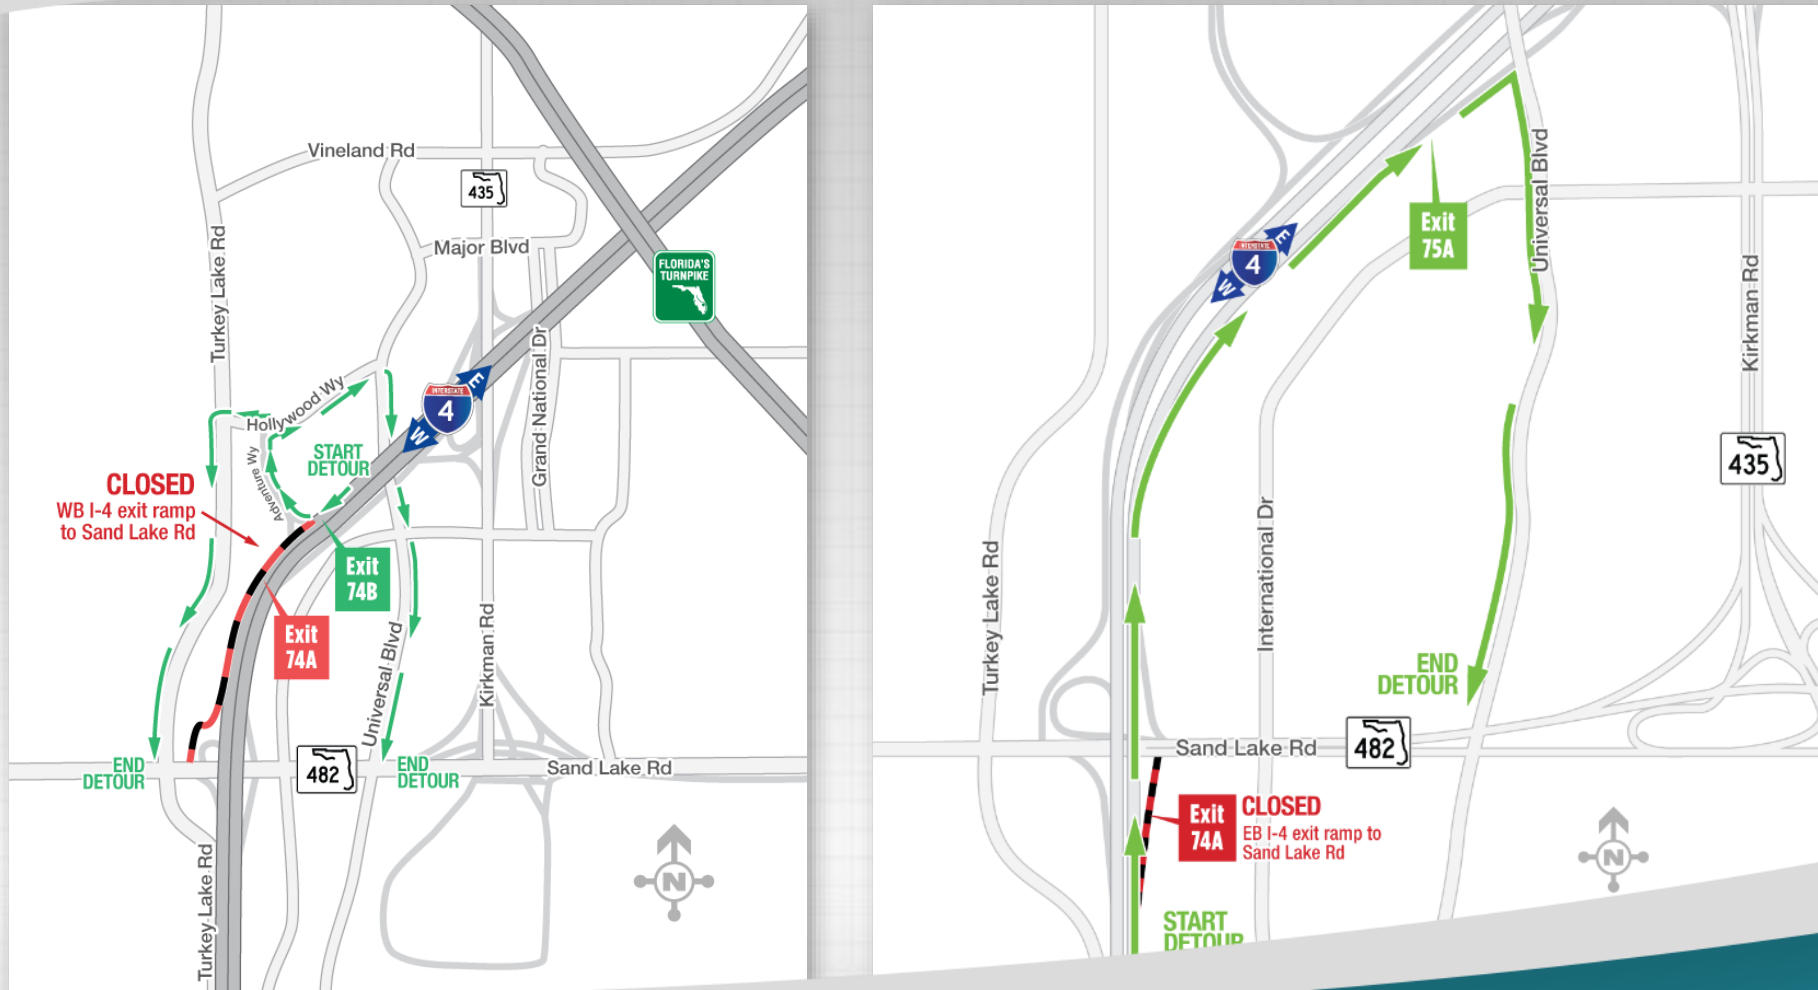 Vineland Rd
435
Turkey Lake Rd
Major Blvd
FLORIDA'S
TURNPIKE
Grand National Dr
INTERSTATE
4
E
W
Hollywood Wy
Adventure Wy
START
DETOUR
CLOSED
WB I-4 exit ramp
to Sand Lake Rd
Exit
74B
Exit
74A
Universal Blvd
Kirkman Rd
END
DETOUR
482
END
DETOUR
Sand Lake Rd
Turkey Lake Rd
N
Universal Blvd
Exit
75A
INTERSTATE
4
E
W
Kirkman Rd
435
International Dr
Turkey Lake Rd
END
DETOUR
Sand Lake Rd
482
Exit
74A
CLOSED
EB I-4 exit ramp to
Sand Lake Rd
START
DETOUR
N